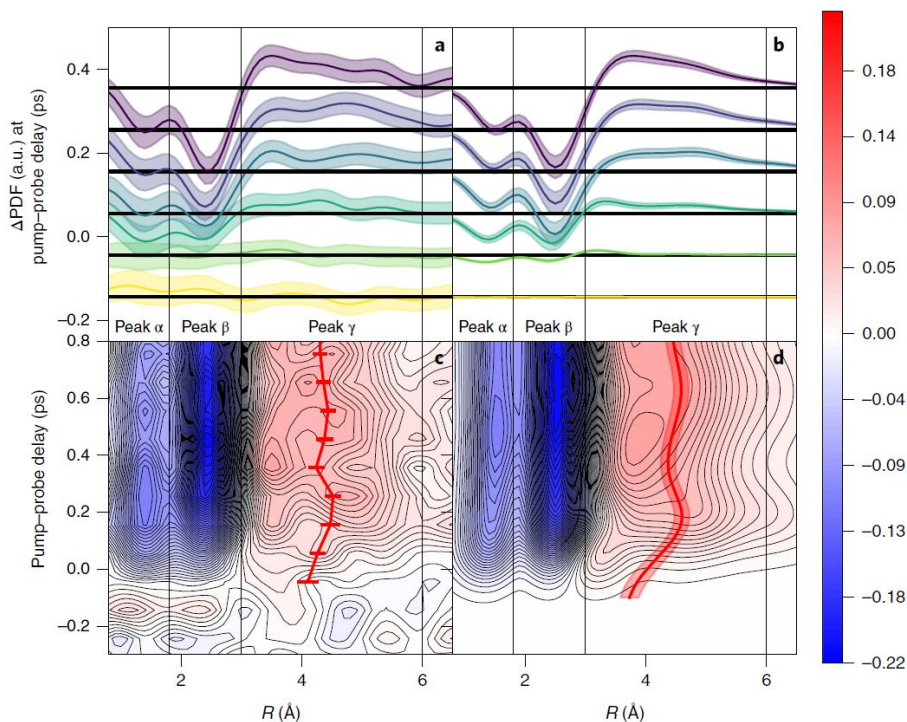 a
b
0.4
0.2
0.0
−0.2
ΔPDF (a.u.) at
pump–probe delay (ps)
Peak α
Peak β
Peak γ
Peak α
Peak β
Peak γ
c
d
0.8
0.6
0.4
0.2
0.0
−0.2
Pump–probe delay (ps)
2
4
6
2
4
6
R (Å)
R (Å)
0.18
0.14
0.09
0.05
0.00
−0.04
−0.09
−0.13
−0.18
−0.22